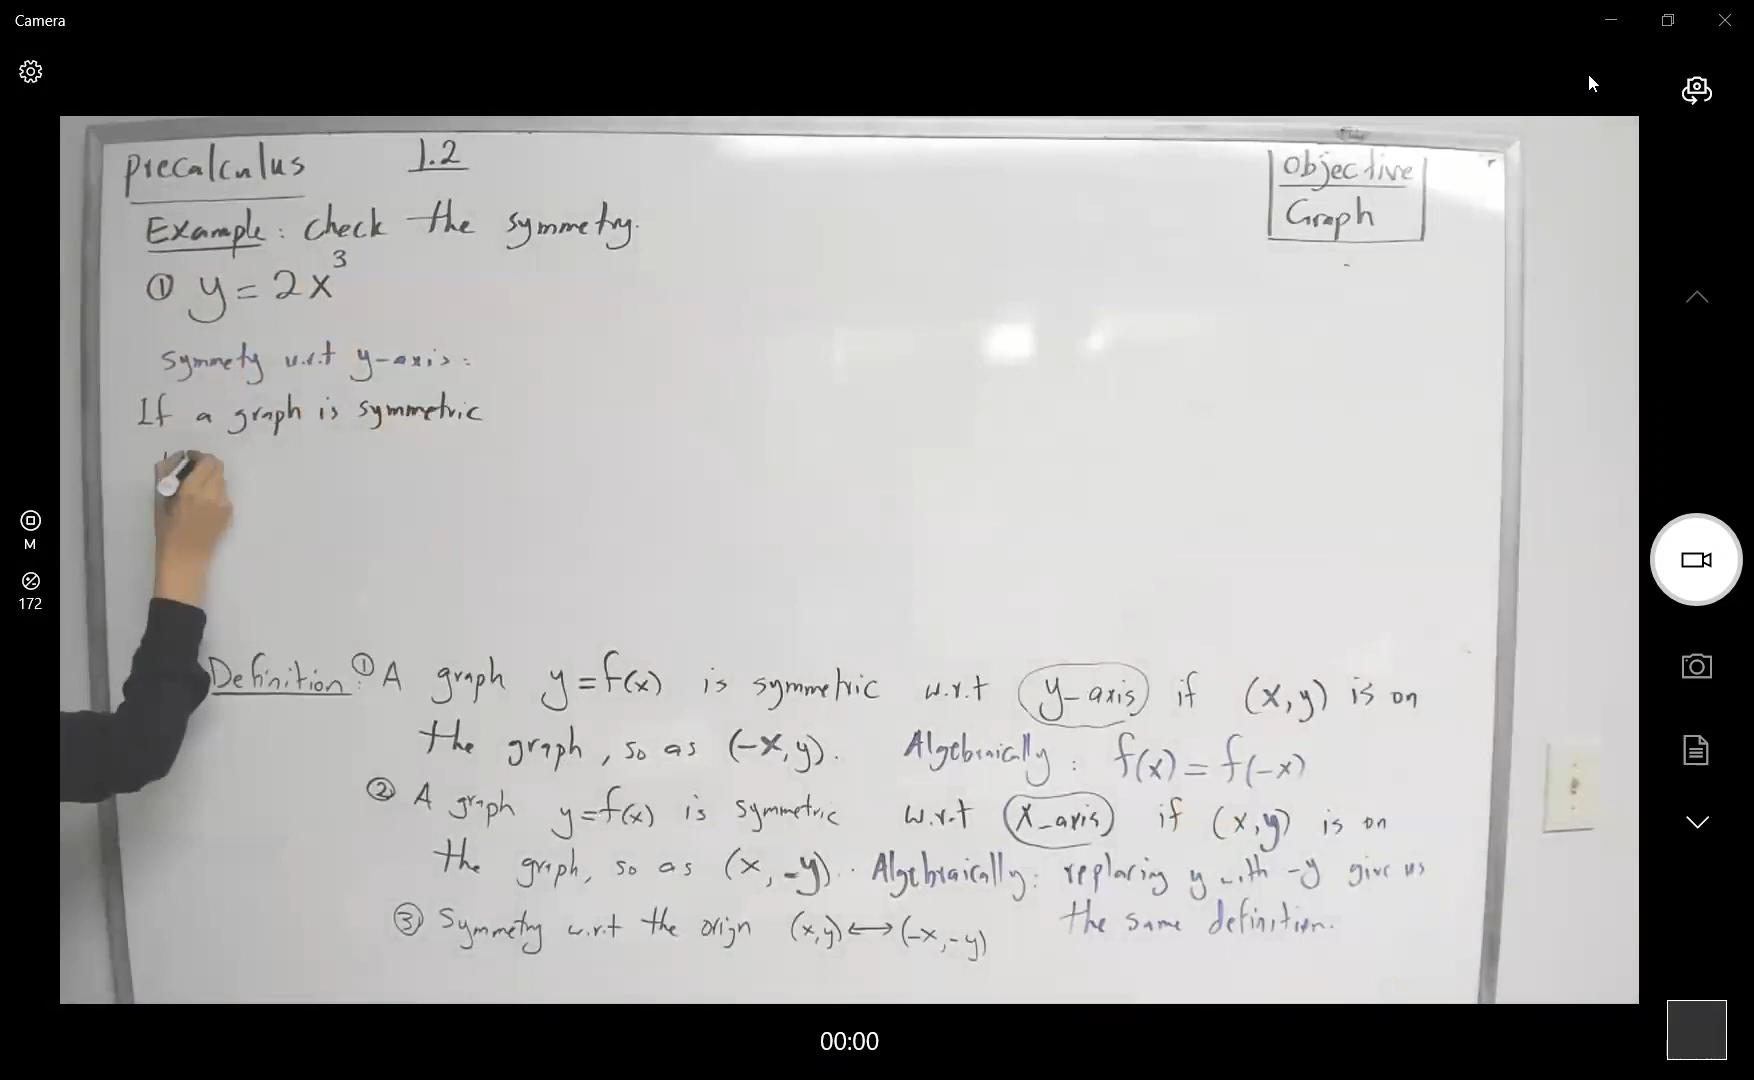 Camera
precalculus 1.2
Objective
Graph
Example: check the symmetry.
① y = 2x³
Symmety w.r.t y-axis:
If a graph is symmetric
Definition: ① A graph y=f(x) is symmetric w.r.t y-axis if (x,y) is on
the graph, so as (-x,y). Algebraically: f(x) = f(-x)
② A graph y=f(x) is symmetric w.r.t x-axis if (x,y) is on
the graph, so as (x,-y). Algebraically: replacing y with -y give us
the same definition.
③ Symmetry w.r.t the orign (x,y)⟷(-x,-y)
M
172
00:00